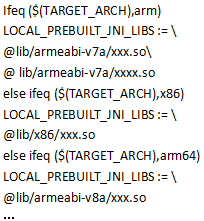 Ifeq ($(TARGET_ARCH),arm)
LOCAL_PREBUILT_JNI_LIBS := \
@lib/armeabi-v7a/xxx.so\
@ lib/armeabi-v7a/xxxx.so
else ifeq ($(TARGET_ARCH),x86)
LOCAL_PREBUILT_JNI_LIBS := \
@lib/x86/xxx.so
else ifeq ($(TARGET_ARCH),arm64)
LOCAL_PREBUILT_JNI_LIBS := \
@lib/armeabi-v8a/xxx.so
...